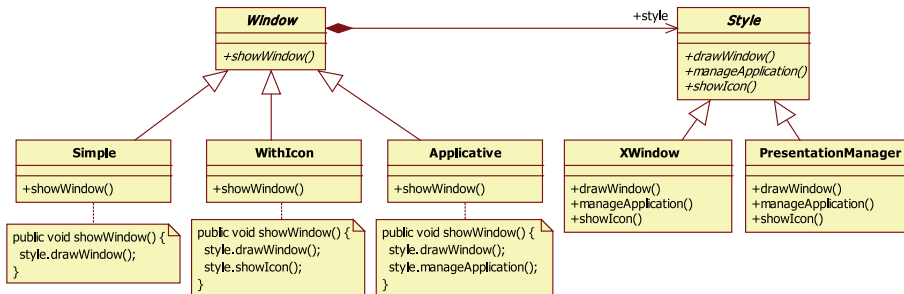 Window
+showWindow()
+style
Style
+drawWindow()
+manageApplication()
+showIcon()
Simple
+showWindow()
WithIcon
+showWindow()
Applicative
+showWindow()
XWindow
+drawWindow()
+manageApplication()
+showIcon()
PresentationManager
+drawWindow()
+manageApplication()
+showIcon()
public void showWindow() {
style.drawWindow();
}
public void showWindow() {
style.drawWindow();
style.showIcon();
}
public void showWindow() {
style.drawWindow();
style.manageApplication();
}